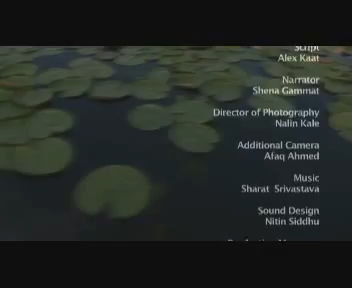 Script
Alex Kaat
Narrator
Shena Gammat
Director of Photography
Nalin Kale
Additional Camera
Afaq Ahmed
Music
Sharat Srivastava
Sound Design
Nitin Siddhu